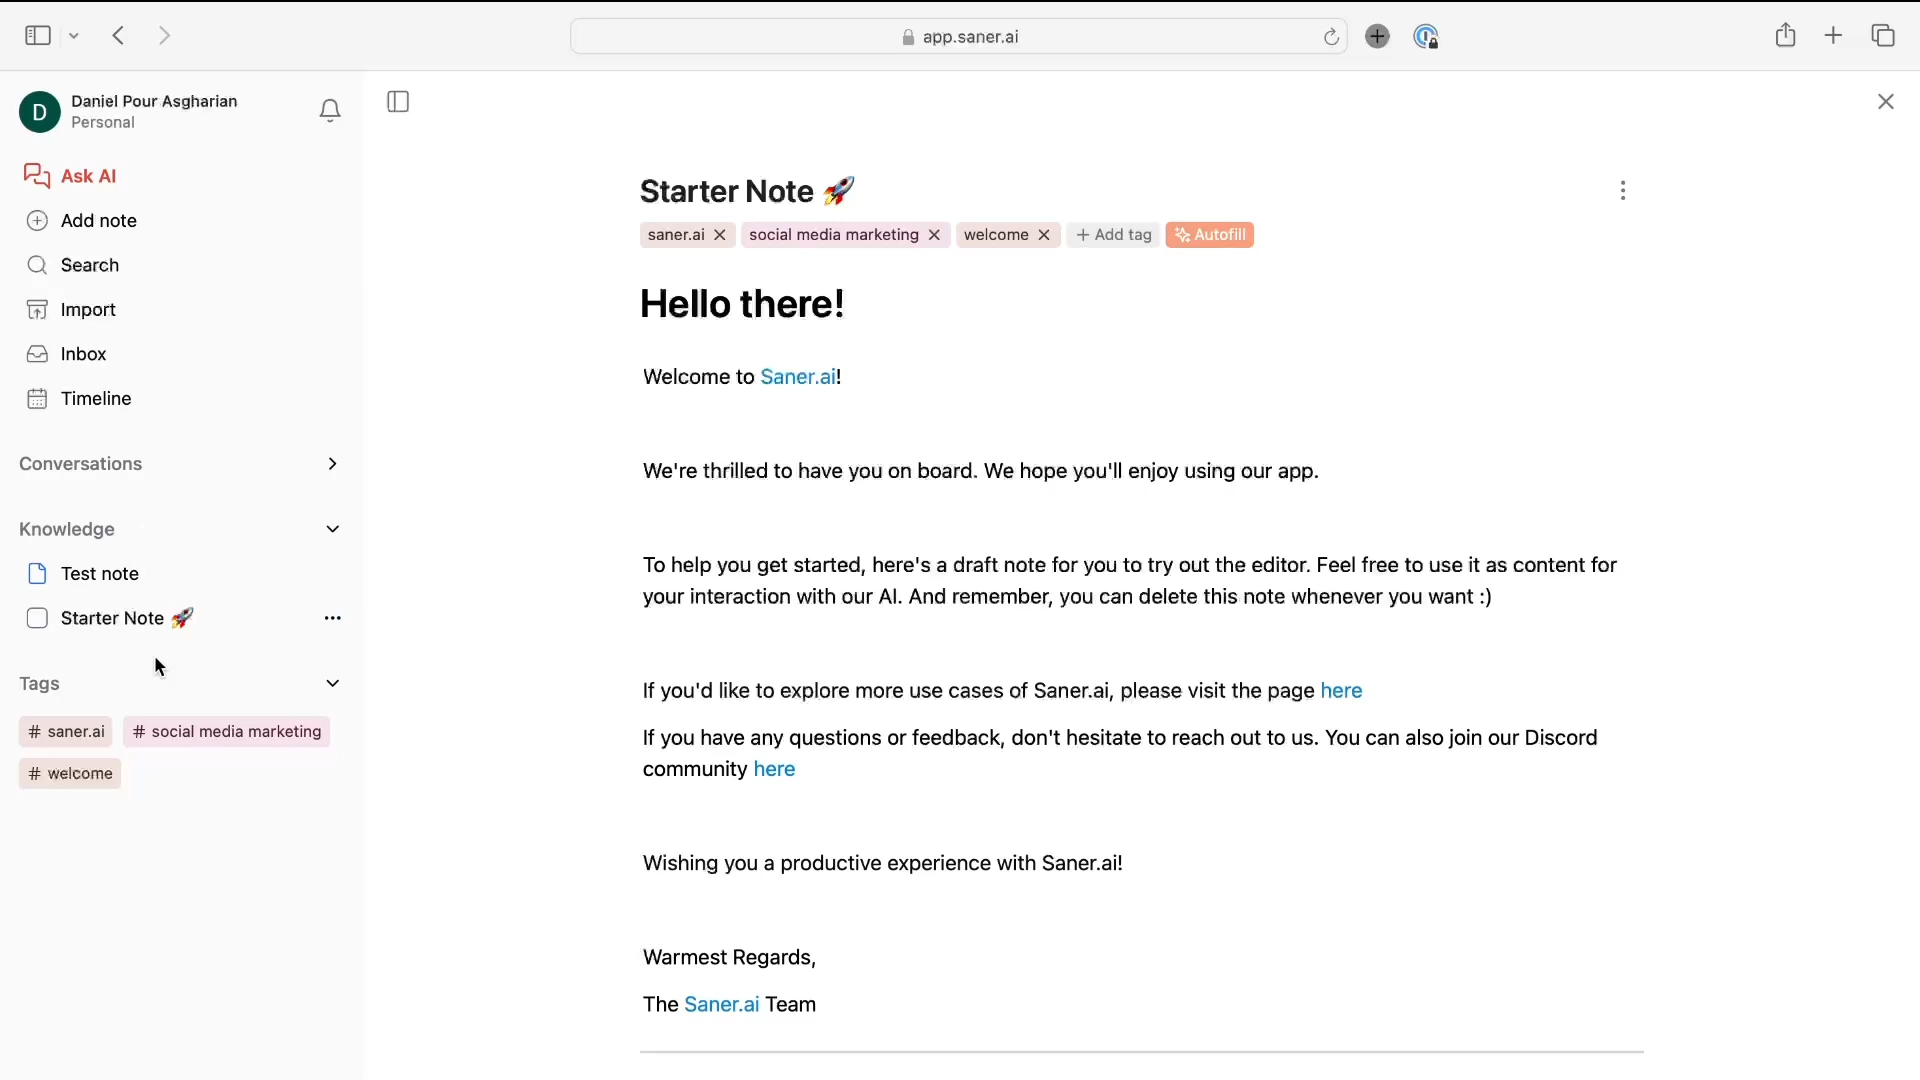 app.saner.ai
D
Daniel Pour Asgharian
Personal
Ask AI
Add note
Search
Import
Inbox
Timeline
Conversations
Knowledge
Test note
Starter Note 🚀
Tags
# saner.ai # social media marketing
# welcome
Starter Note 🚀
saner.ai social media marketing welcome + Add tag Autofill
Hello there!
Welcome to Saner.ai!
We're thrilled to have you on board. We hope you'll enjoy using our app.
To help you get started, here's a draft note for you to try out the editor. Feel free to use it as content for
your interaction with our AI. And remember, you can delete this note whenever you want :)
If you'd like to explore more use cases of Saner.ai, please visit the page here
If you have any questions or feedback, don't hesitate to reach out to us. You can also join our Discord
community here
Wishing you a productive experience with Saner.ai!
Warmest Regards,
The Saner.ai Team